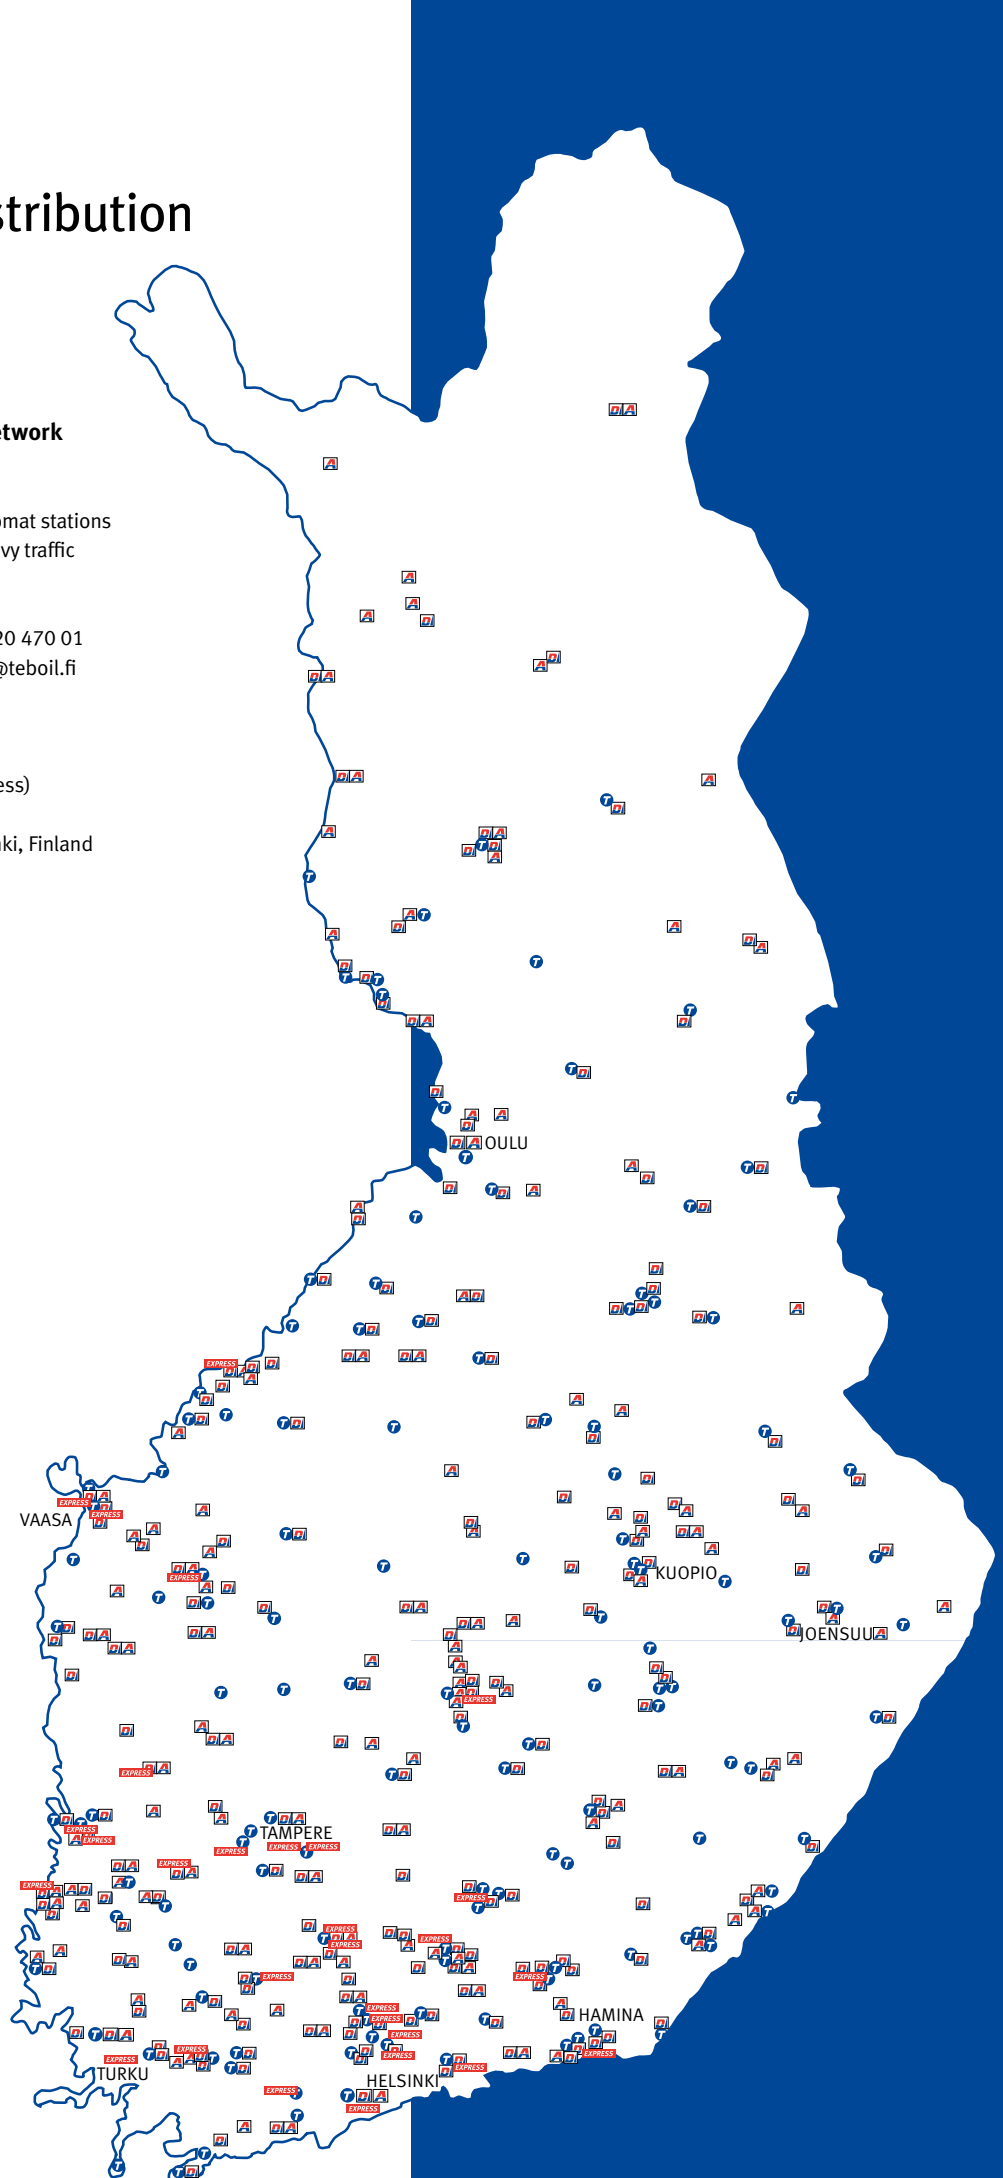 stribution
etwork
omat stations
vy traffic
20 470 01
@teboil.fi
ess)
ki, Finland
OULU
VAASA
KUOPIO
JOENSUU
TAMPERE
HAMINA
TURKU
HELSINKI